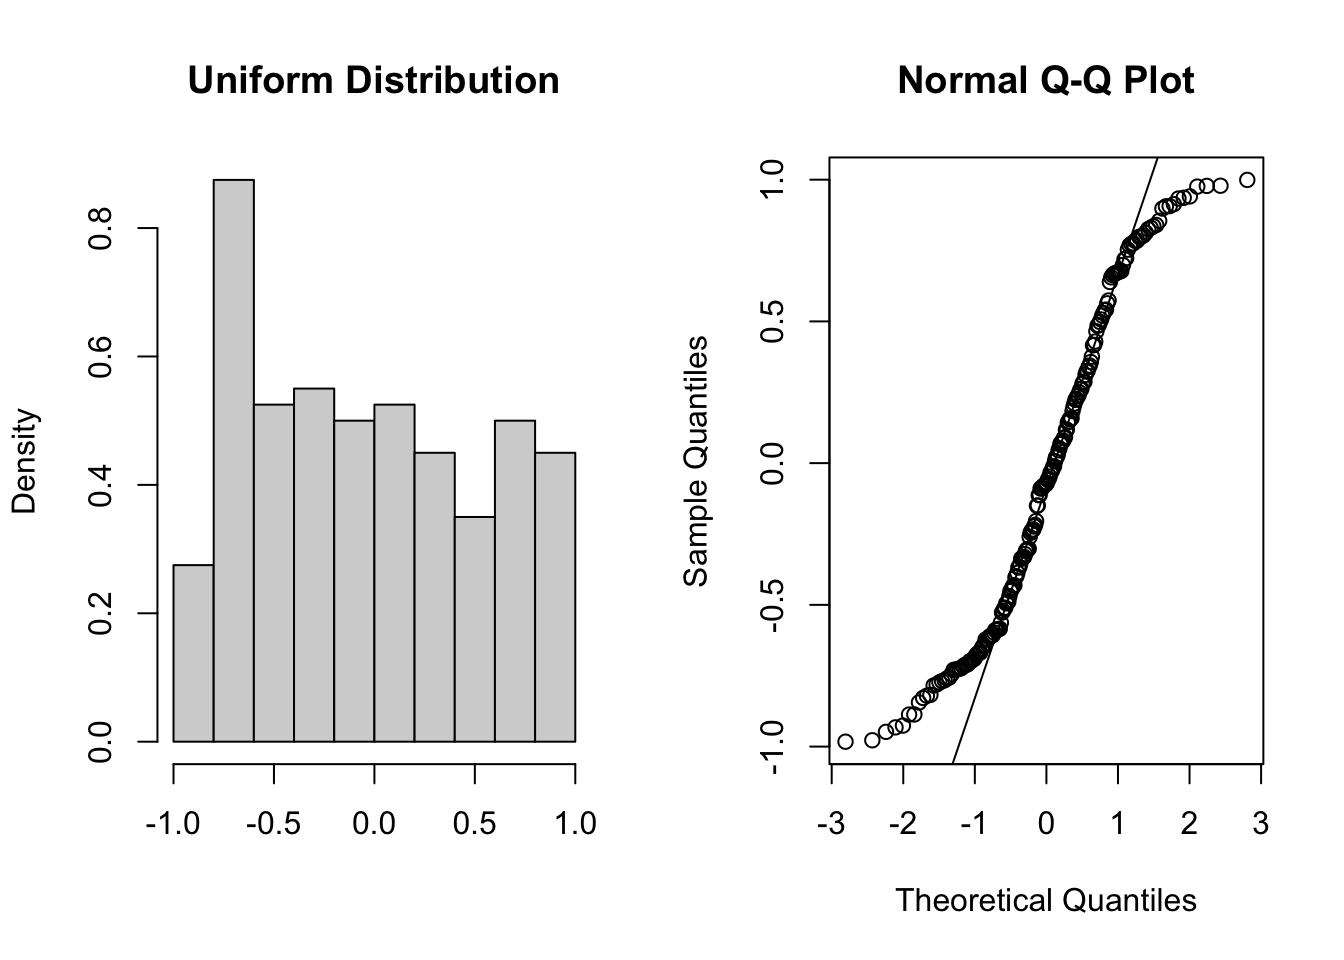 Uniform Distribution
Density
0.0
0.2
0.4
0.6
0.8
-1.0 -0.5 0.0 0.5 1.0
Normal Q-Q Plot
Sample Quantiles
-1.0
-0.5
0.0
0.5
1.0
-3 -2 -1 0 1 2 3
Theoretical Quantiles